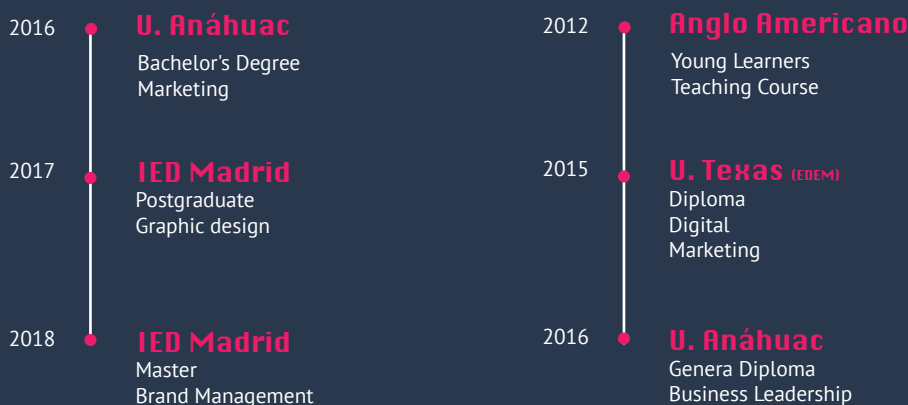 2016
U. Anáhuac
Bachelor's Degree
Marketing
2017
IED Madrid
Postgraduate
Graphic design
2018
IED Madrid
Master
Brand Management
2012
Anglo Americano
Young Learners
Teaching Course
2015
U. Texas (EDEM)
Diploma
Digital
Marketing
2016
U. Anáhuac
Genera Diploma
Business Leadership